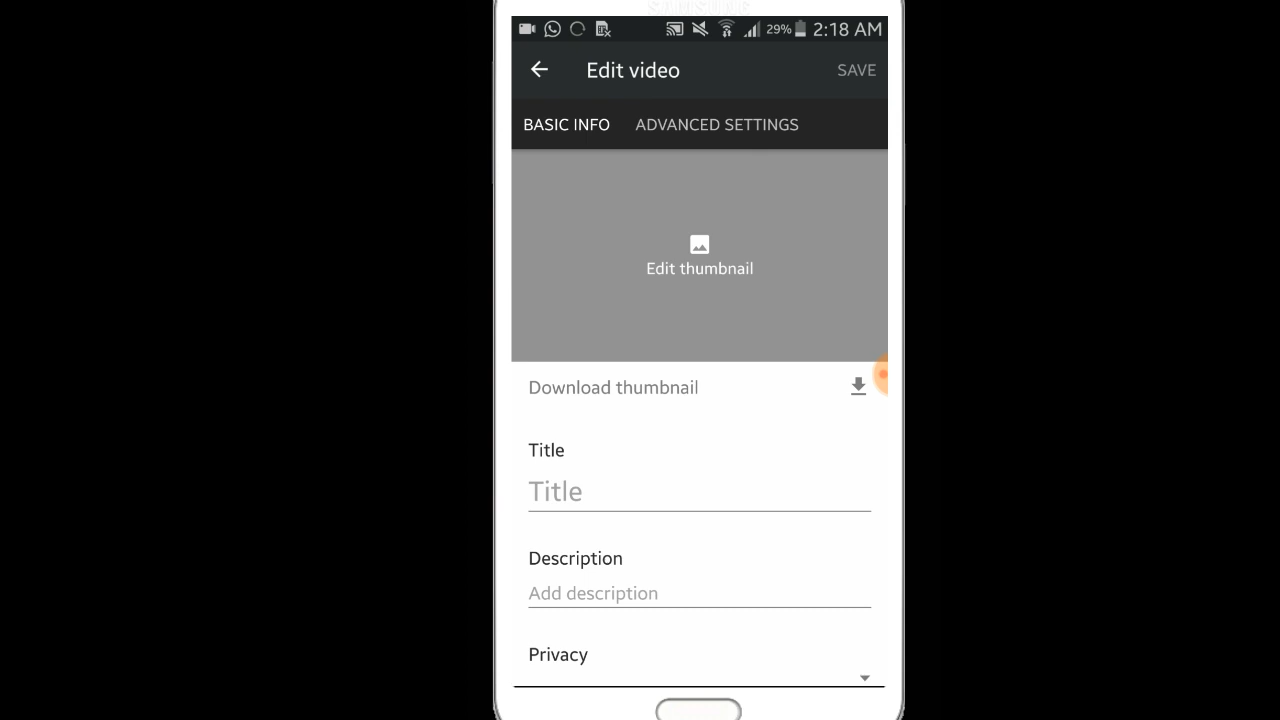 SAMSUNG
29% 2:18 AM
Edit video SAVE
BASIC INFO ADVANCED SETTINGS
Edit thumbnail
Download thumbnail
Title
Title
Description
Add description
Privacy